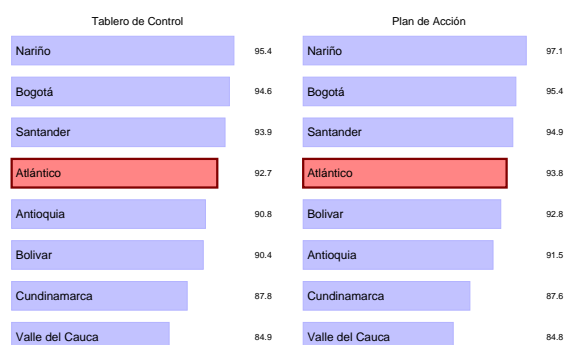 Tablero de Control
Nariño 95.4
Bogotá 94.6
Santander 93.9
Atlántico 92.7
Antioquia 90.8
Bolivar 90.4
Cundinamarca 87.8
Valle del Cauca 84.9
Plan de Acción
Nariño 97.1
Bogotá 95.4
Santander 94.9
Atlántico 93.8
Bolivar 92.8
Antioquia 91.5
Cundinamarca 87.6
Valle del Cauca 84.8